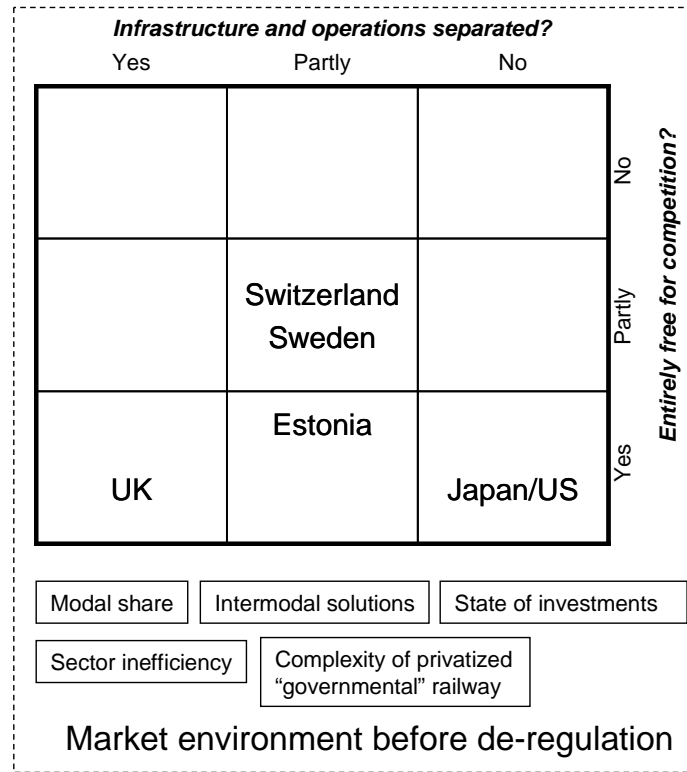 Infrastructure and operations separated?
Yes Partly No
No
Switzerland
Sweden
Partly
Entirely free for competition?
Estonia
UK
Japan/US
Yes
Modal share
Intermodal solutions
State of investments
Sector inefficiency
Complexity of privatized
“governmental” railway
Market environment before de-regulation